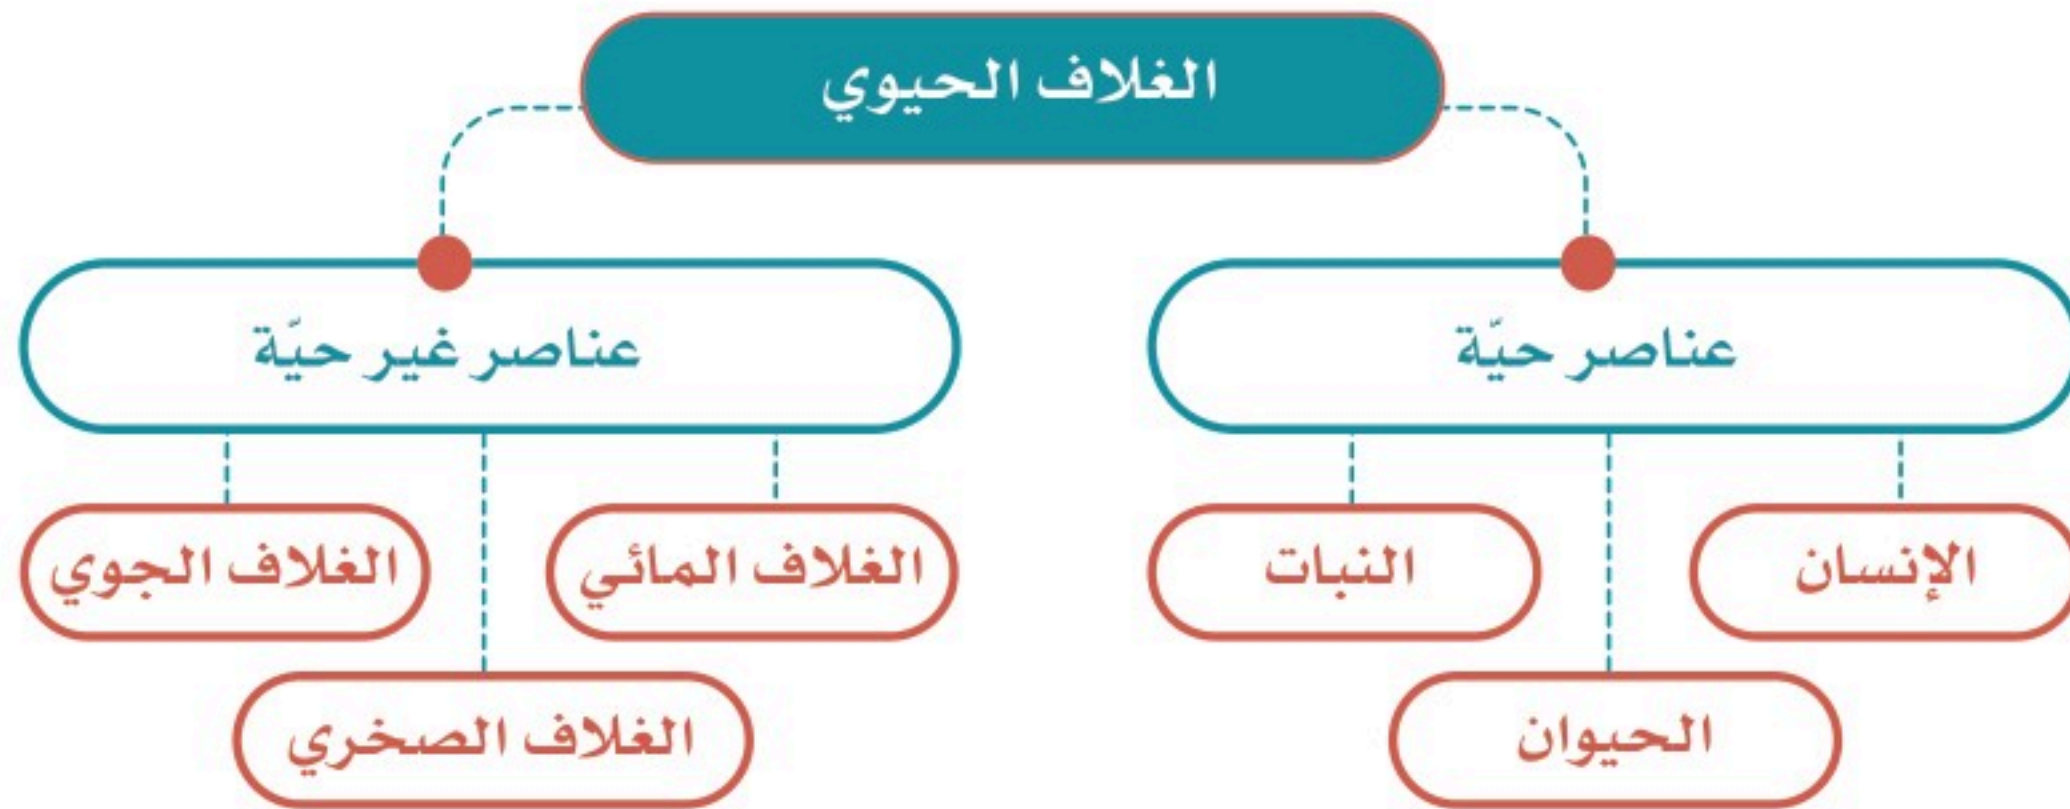 الغلاف الحيوي
عناصر حيّة
عناصر غير حيّة
الإنسان
النبات
الغلاف المائي
الغلاف الجوي
الحيوان
الغلاف الصخري